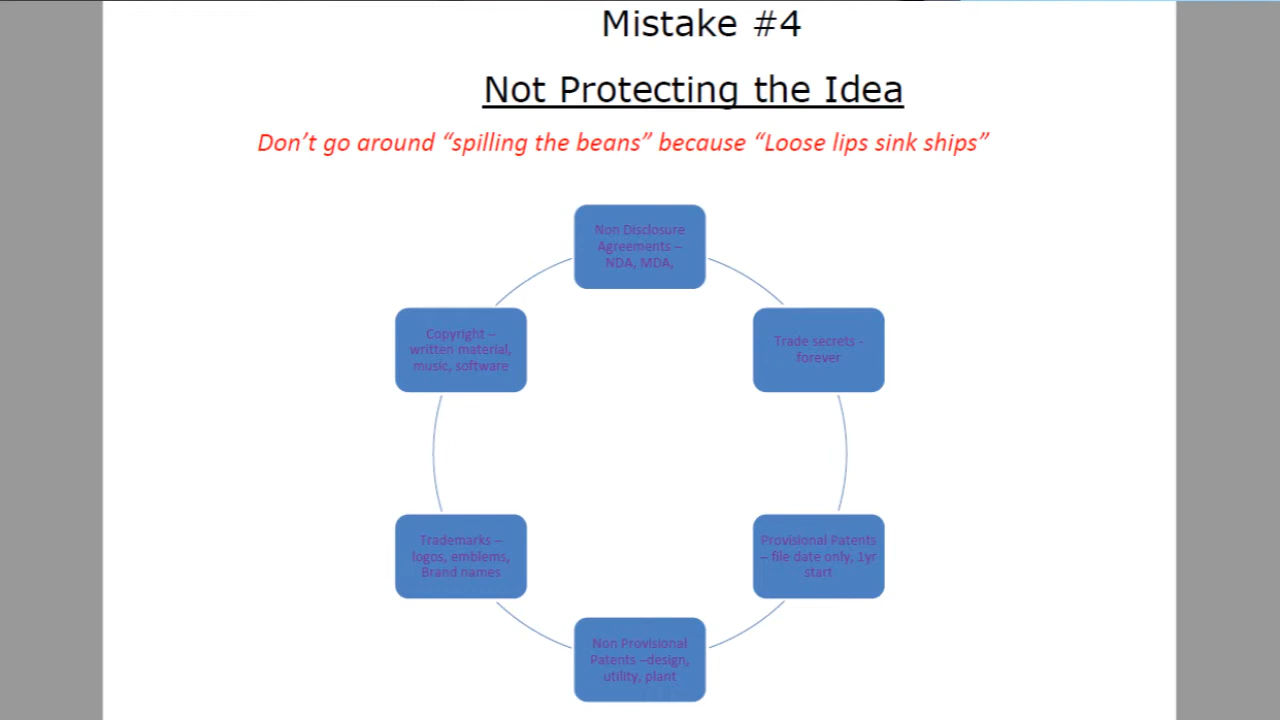 Mistake #4
Not Protecting the Idea
Don't go around “spilling the beans” because “Loose lips sink ships”
Non Disclosure
Agreements –
NDA, MDA,
Trade secrets -
forever
Provisional Patents
– file date only, 1yr
start
Non Provisional
Patents –design,
utility, plant
Trademarks –
logos, emblems,
Brand names
Copyright –
written material,
music, software